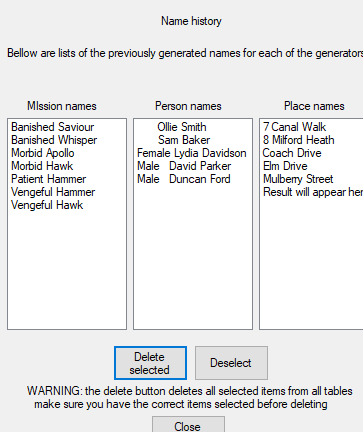 Name history
Bellow are lists of the previously generated names for each of the generators
MIssion names
Person names
Place names
Banished Saviour
Banished Whisper
Morbid Apollo
Morbid Hawk
Patient Hammer
Vengeful Hammer
Vengeful Hawk
Ollie Smith
Sam Baker
Female Lydia Davidson
Male David Parker
Male Duncan Ford
7 Canal Walk
8 Milford Heath
Coach Drive
Elm Drive
Mulberry Street
Result will appear her
Delete
selected
Deselect
WARNING: the delete button deletes all selected items from all tables
make sure you have the correct items selected before deleting
Close